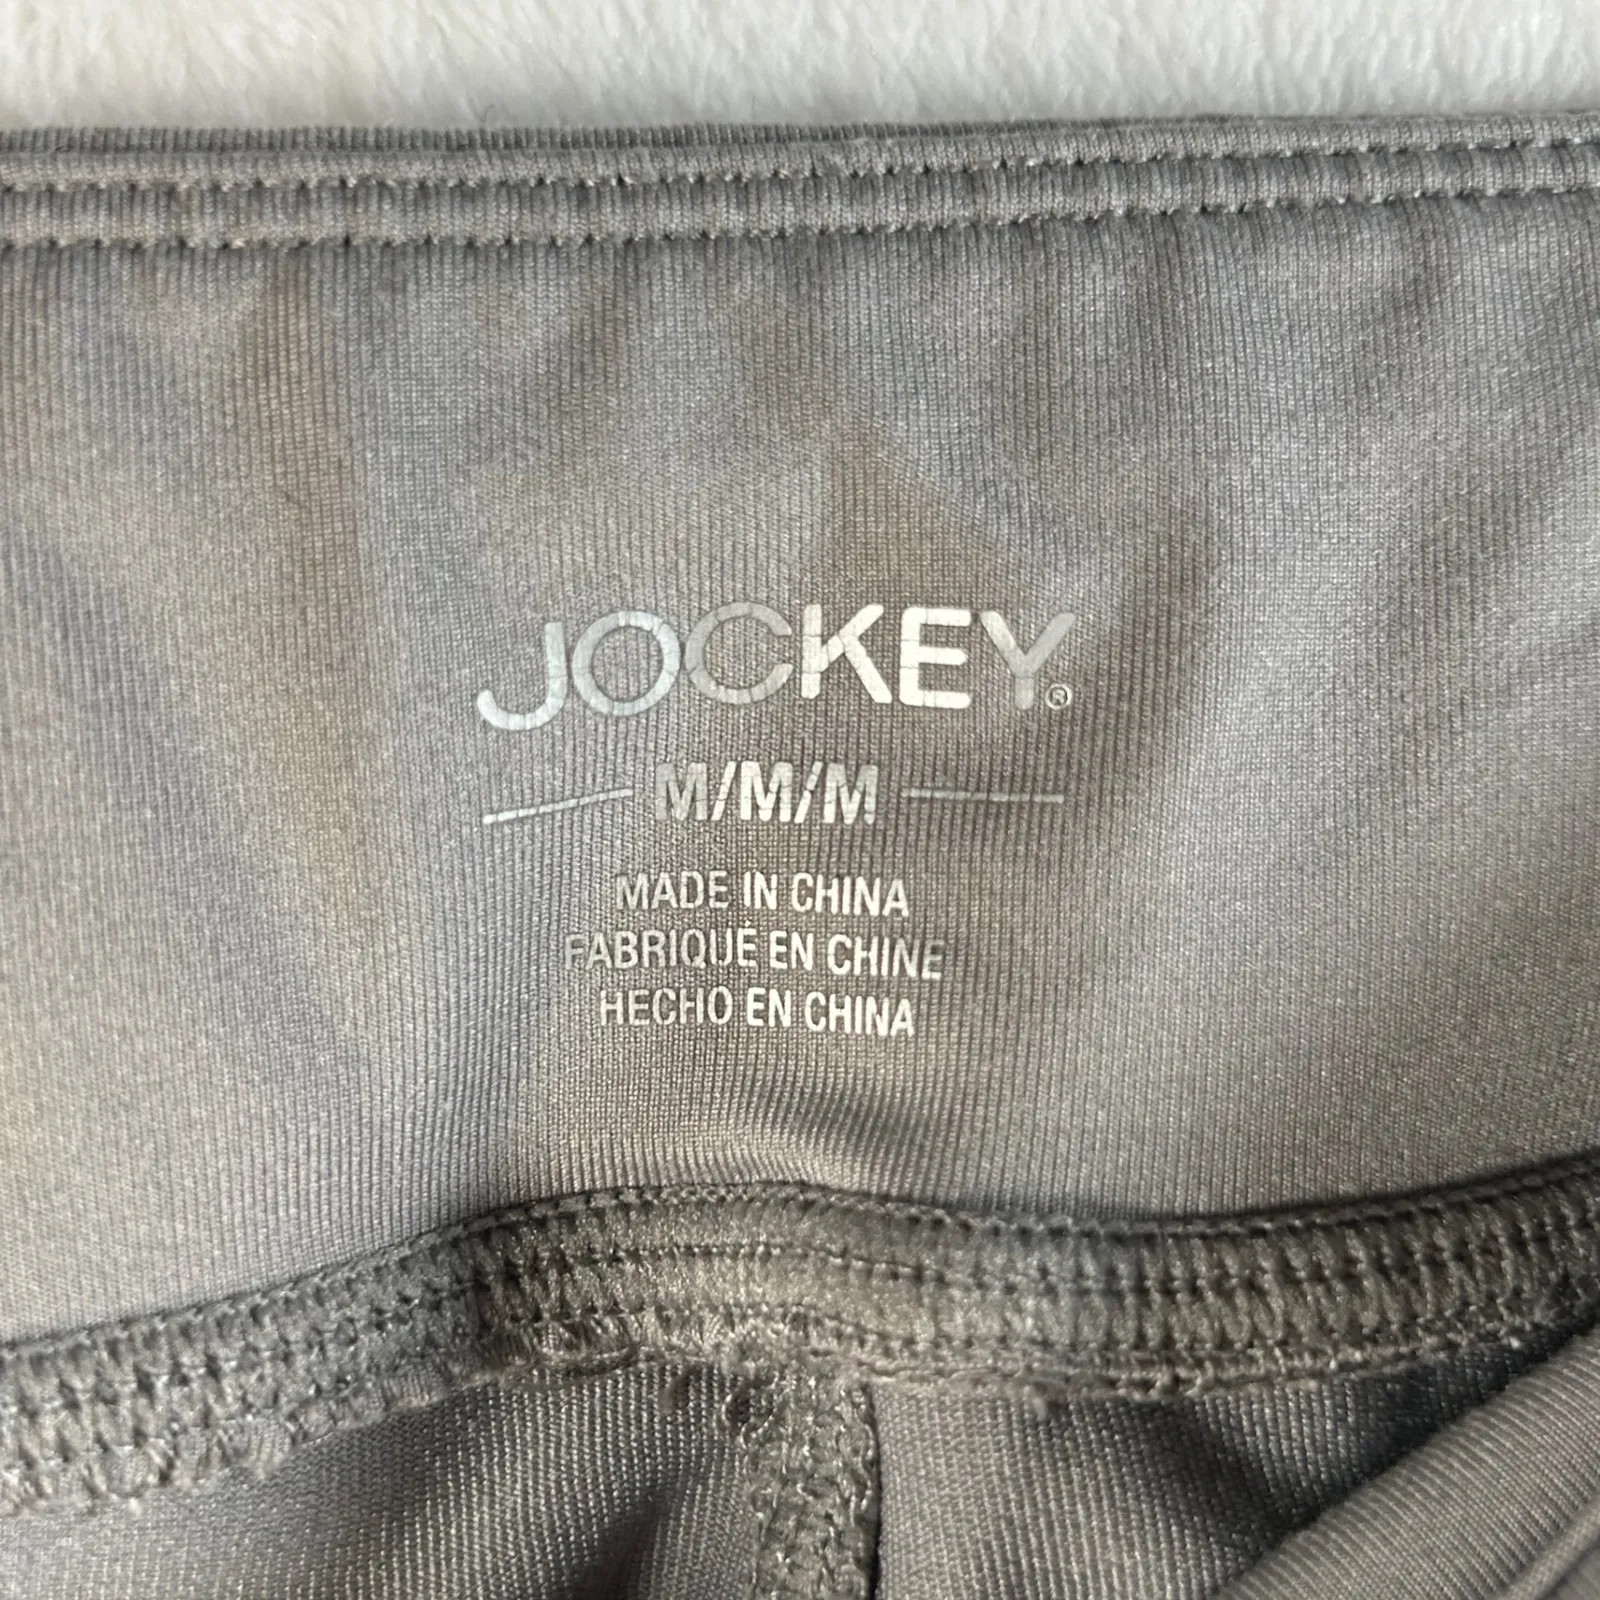 JOCKEY®
M/M/M
MADE IN CHINA
FABRIQUÉ EN CHINE
HECHO EN CHINA